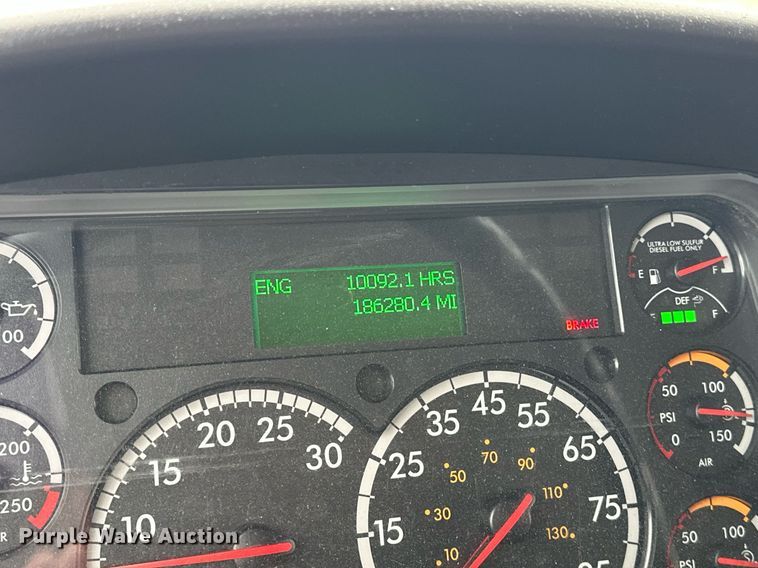 ENG 10092.1 HRS
186280.4 MI
BRAKE
ULTRA LOW SULFUR
DIESEL FUEL ONLY
E F
DEF
F
00
200
250
R
10 15 20 25 30
15 25 35 45 55 65 75
10 30 50 70 90 110 130
50 100
PSI
0 150
AIR
50 100
PSI
Purple Wave Auction